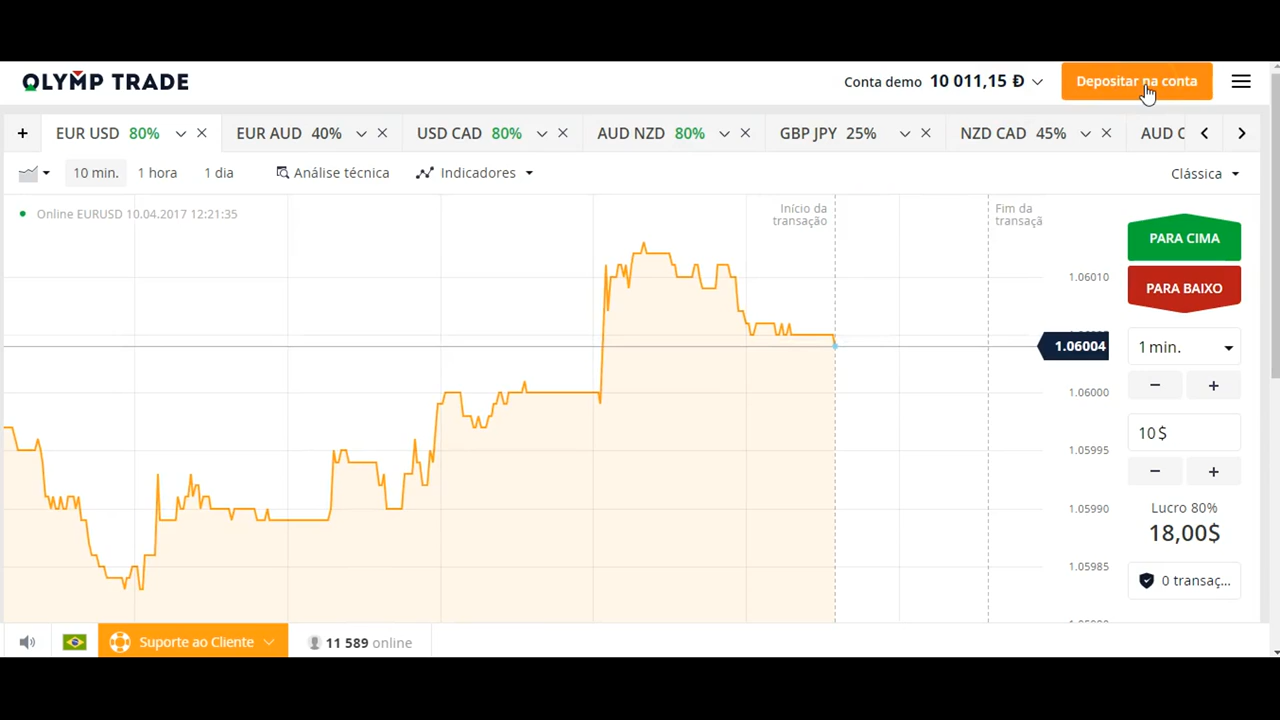 OLYMP TRADE
Conta demo 10 011,15 Đ
Depositar na conta
+ EUR USD 80% EUR AUD 40% USD CAD 80% AUD NZD 80% GBP JPY 25% NZD CAD 45% AUD C
10 min. 1 hora 1 dia Análise técnica Indicadores Clássica
Online EURUSD 10.04.2017 12:21:35
Início da
transação
Fim da
transaçã
PARA CIMA
1.06010
PARA BAIXO
1.06004
1 min.
− +
1.06000
10 $
1.05995
− +
1.05990
Lucro 80%
18,00$
1.05985
0 transaç...
Suporte ao Cliente
11 589 online